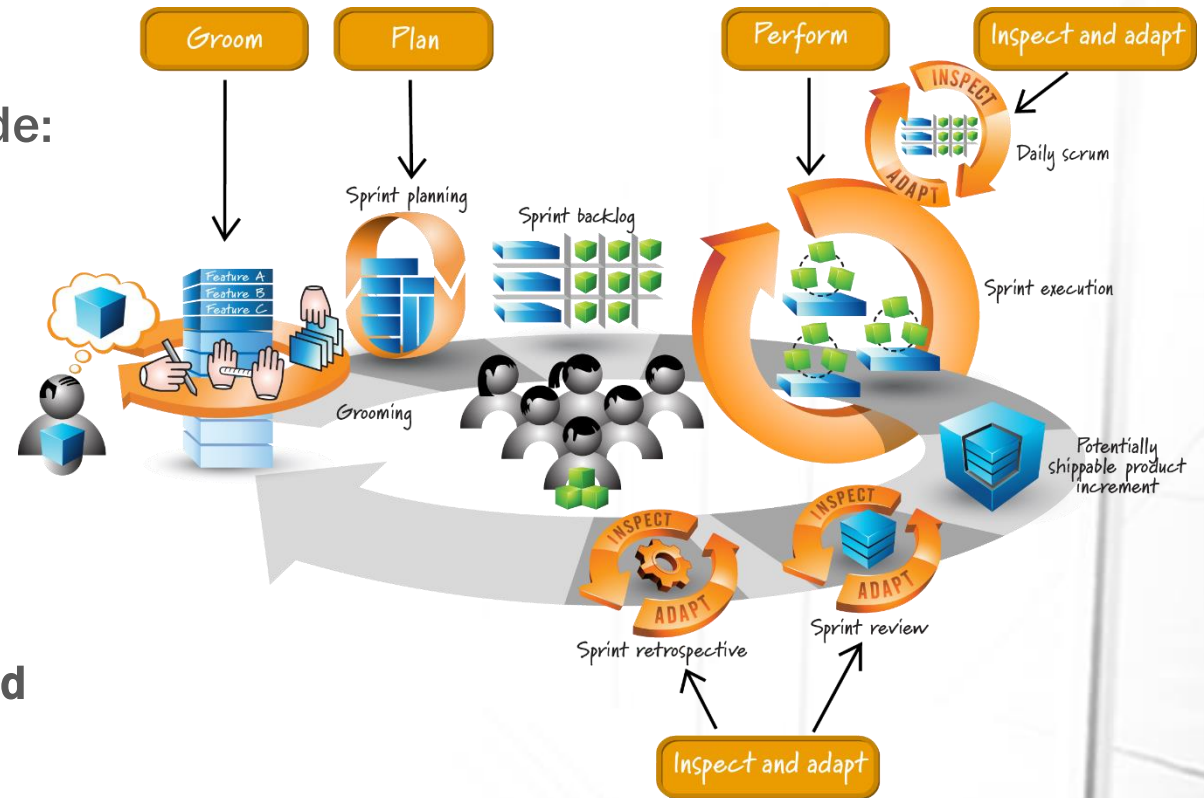 Groom
Plan
Perform
Inspect and adapt
de:
INSPECT
ADAPT
Daily scrum
Sprint planning
Sprint backlog
Feature A
Feature B
Feature C
Sprint execution
Grooming
Potentially
shippable product
increment
INSPECT
ADAPT
Sprint review
INSPECT
ADAPT
Sprint retrospective
d
Inspect and adapt